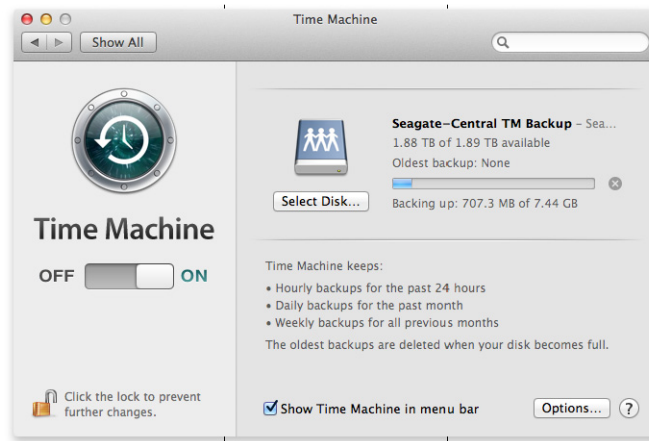 Time Machine
Show All
Seagate-Central TM Backup – Sea...
1.88 TB of 1.89 TB available
Oldest backup: None
Select Disk...
Backing up: 707.3 MB of 7.44 GB
Time Machine
OFF ON
Time Machine keeps:
• Hourly backups for the past 24 hours
• Daily backups for the past month
• Weekly backups for all previous months
The oldest backups are deleted when your disk becomes full.
Click the lock to prevent
further changes.
Show Time Machine in menu bar
Options...
?